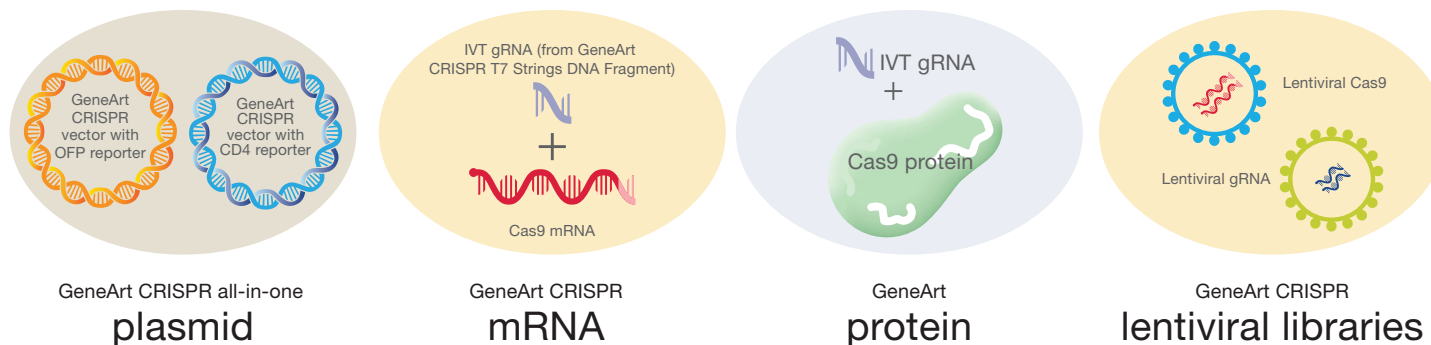 GeneArt
CRISPR
vector with
OFP reporter
GeneArt
CRISPR
vector with
CD4 reporter
GeneArt CRISPR all-in-one
plasmid
IVT gRNA (from GeneArt
CRISPR T7 Strings DNA Fragment)
+
Cas9 mRNA
GeneArt CRISPR
mRNA
IVT gRNA
+
Cas9 protein
GeneArt
protein
Lentiviral Cas9
Lentiviral gRNA
GeneArt CRISPR
lentiviral libraries